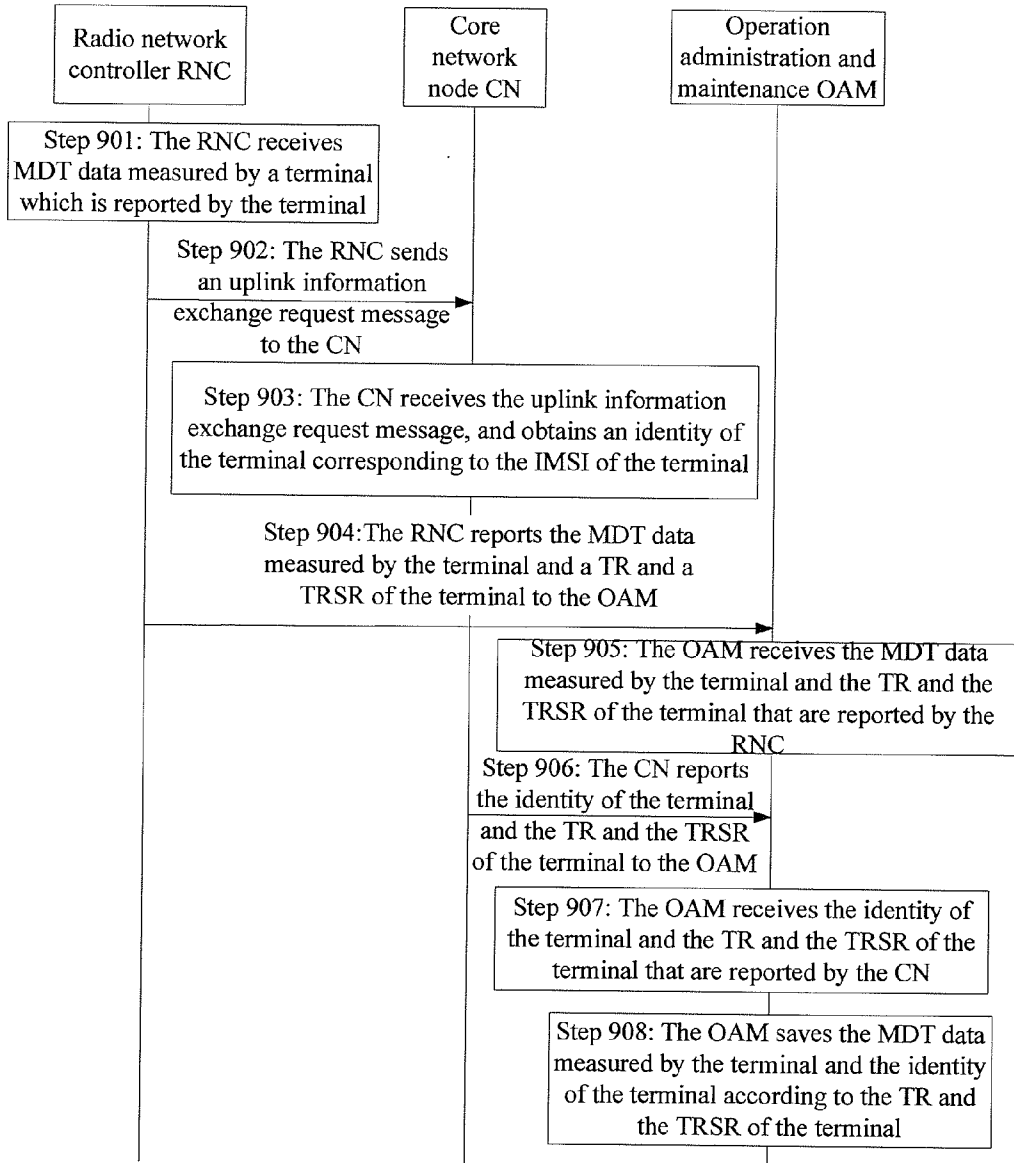 Radio network
controller RNC
Core
network
node CN
Operation
administration and
maintenance OAM
Step 901: The RNC receives
MDT data measured by a terminal
which is reported by the terminal
Step 902: The RNC sends
an uplink information
exchange request message
to the CN
Step 903: The CN receives the uplink information
exchange request message, and obtains an identity of
the terminal corresponding to the IMSI of the terminal
Step 904:The RNC reports the MDT data
measured by the terminal and a TR and a
TRSR of the terminal to the OAM
Step 905: The OAM receives the MDT data
measured by the terminal and the TR and the
TRSR of the terminal that are reported by the
RNC
Step 906: The CN reports
the identity of the terminal
and the TR and the TRSR
of the terminal to the OAM
Step 907: The OAM receives the identity of
the terminal and the TR and the TRSR of the
terminal that are reported by the CN
Step 908: The OAM saves the MDT data
measured by the terminal and the identity
of the terminal according to the TR and
the TRSR of the terminal